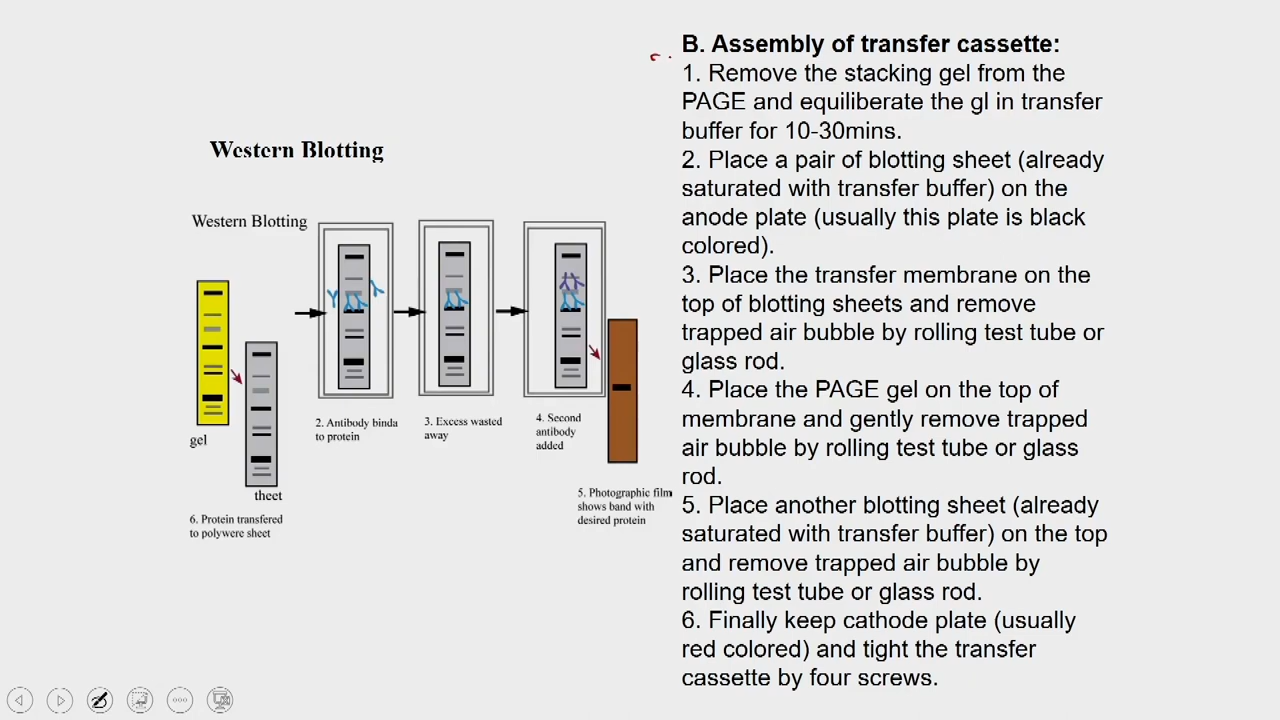 Western Blotting
Western Blotting
gel
theet
6. Protein transfered
to polywere sheet
2. Antibody binda
to protein
3. Excess wasted
away
4. Second
antibody
added
5. Photographic film
shows band with
desired protein
B. Assembly of transfer cassette:
1. Remove the stacking gel from the
PAGE and equiliberate the gl in transfer
buffer for 10-30mins.
2. Place a pair of blotting sheet (already
saturated with transfer buffer) on the
anode plate (usually this plate is black
colored).
3. Place the transfer membrane on the
top of blotting sheets and remove
trapped air bubble by rolling test tube or
glass rod.
4. Place the PAGE gel on the top of
membrane and gently remove trapped
air bubble by rolling test tube or glass
rod.
5. Place another blotting sheet (already
saturated with transfer buffer) on the top
and remove trapped air bubble by
rolling test tube or glass rod.
6. Finally keep cathode plate (usually
red colored) and tight the transfer
cassette by four screws.